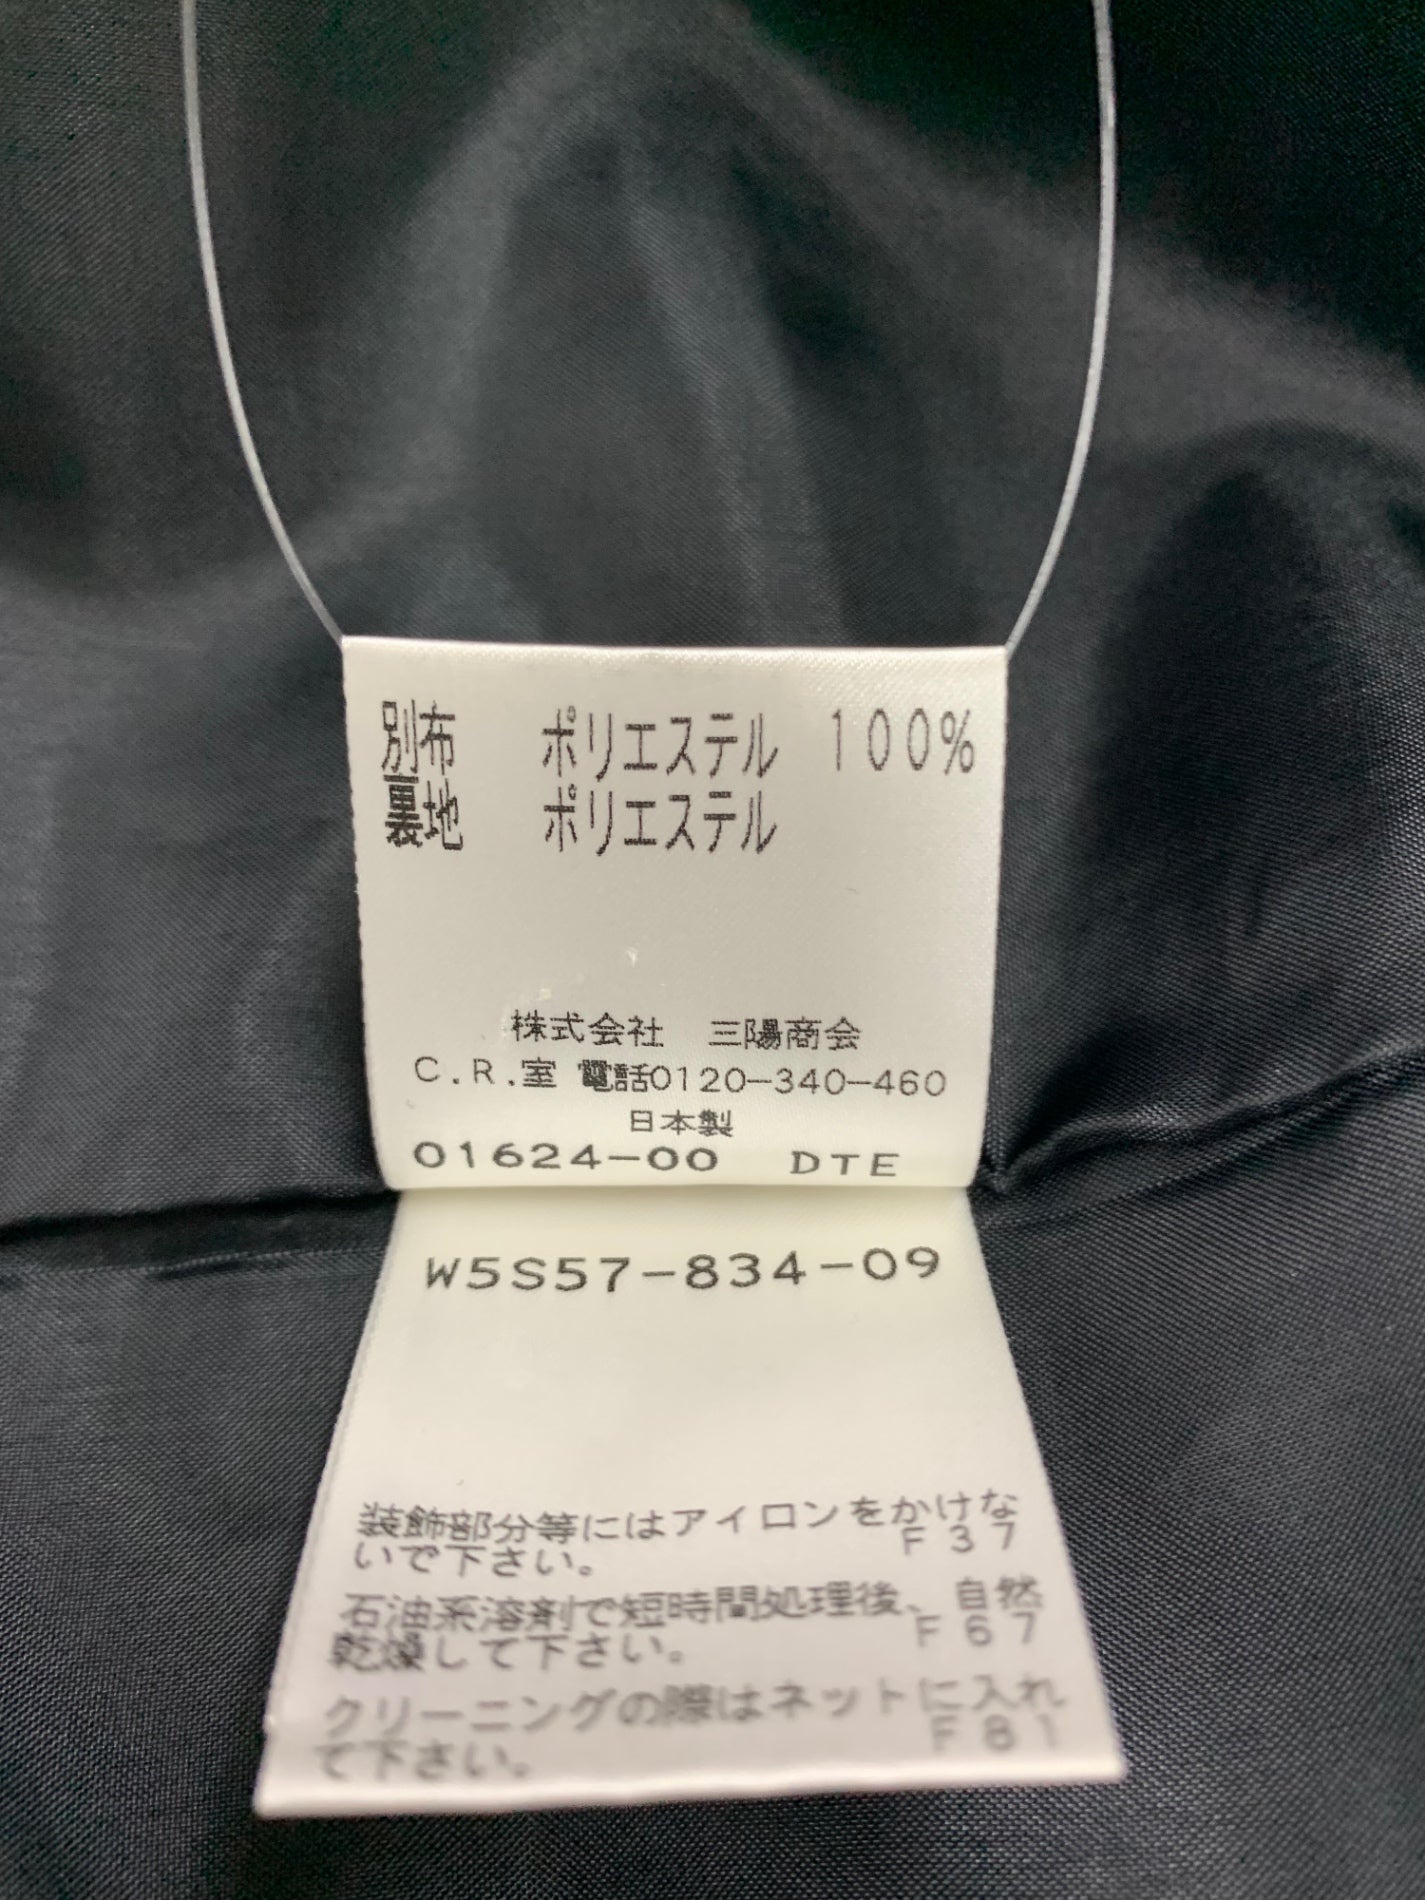 別布 ポリエステル 100%
裏地 ポリエステル
株式会社 三陽商会
C.R.室 電話0120-340-460
日本製
01624-00 DTE
W5S57-834-09
装飾部分等にはアイロンをかけな
いで下さい。 F37
石油系溶剤で短時間処理後、自然
乾燥して下さい。 F67
クリーニングの際はネットに入れ
て下さい。 F81